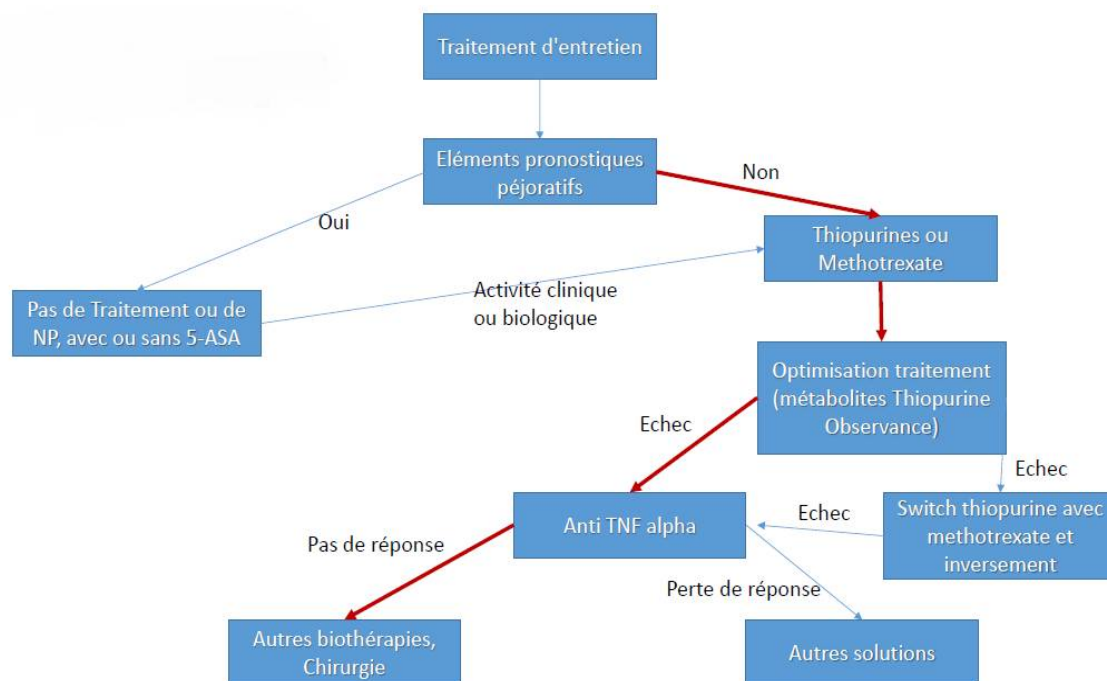 Traitement d'entretien
Eléments pronostiques
péjoratifs
Non
Oui
Thiopurines ou
Methotrexate
Pas de Traitement ou de
NP, avec ou sans 5-ASA
Activité clinique
ou biologique
Optimisation traitement
(métabolites Thiopurine
Observance)
Echec
Echec
Anti TNF alpha
Echec
Switch thiopurine avec
methotrexate et
inversement
Pas de réponse
Perte de réponse
Autres biothérapies,
Chirurgie
Autres solutions